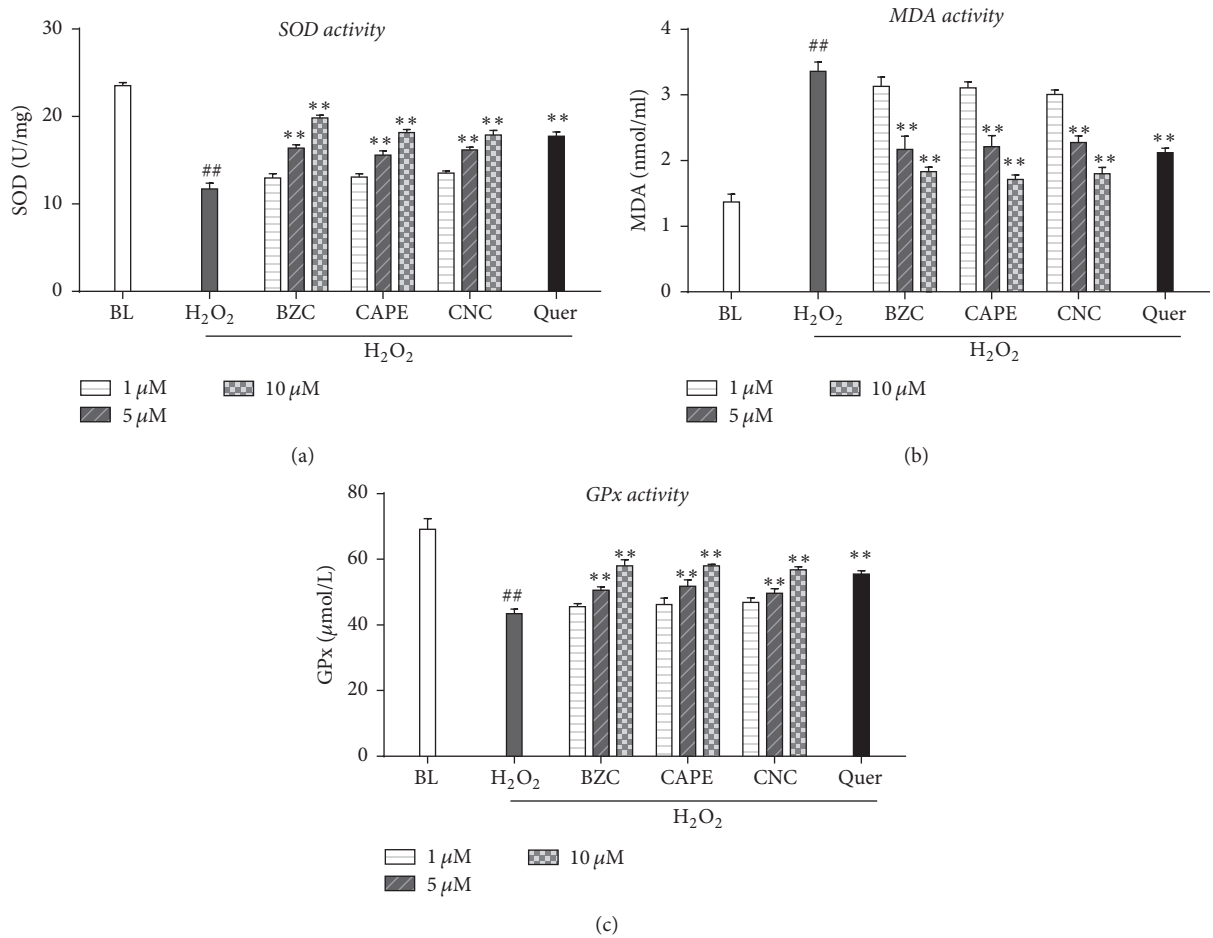 SOD activity
30
20
10
0
SOD (U/mg)
##
** ** ** ** ** ** **
BL H₂O₂ BZC CAPE CNC Quer
H₂O₂
1 μM 10 μM
5 μM
(a)
MDA activity
4
3
2
1
0
MDA (nmol/ml)
##
** ** ** ** ** ** **
BL H₂O₂ BZC CAPE CNC Quer
H₂O₂
1 μM 10 μM
5 μM
(b)
GPx activity
80
60
40
20
0
GPx (μmol/L)
##
** ** ** ** ** ** **
BL H₂O₂ BZC CAPE CNC Quer
H₂O₂
1 μM 10 μM
5 μM
(c)